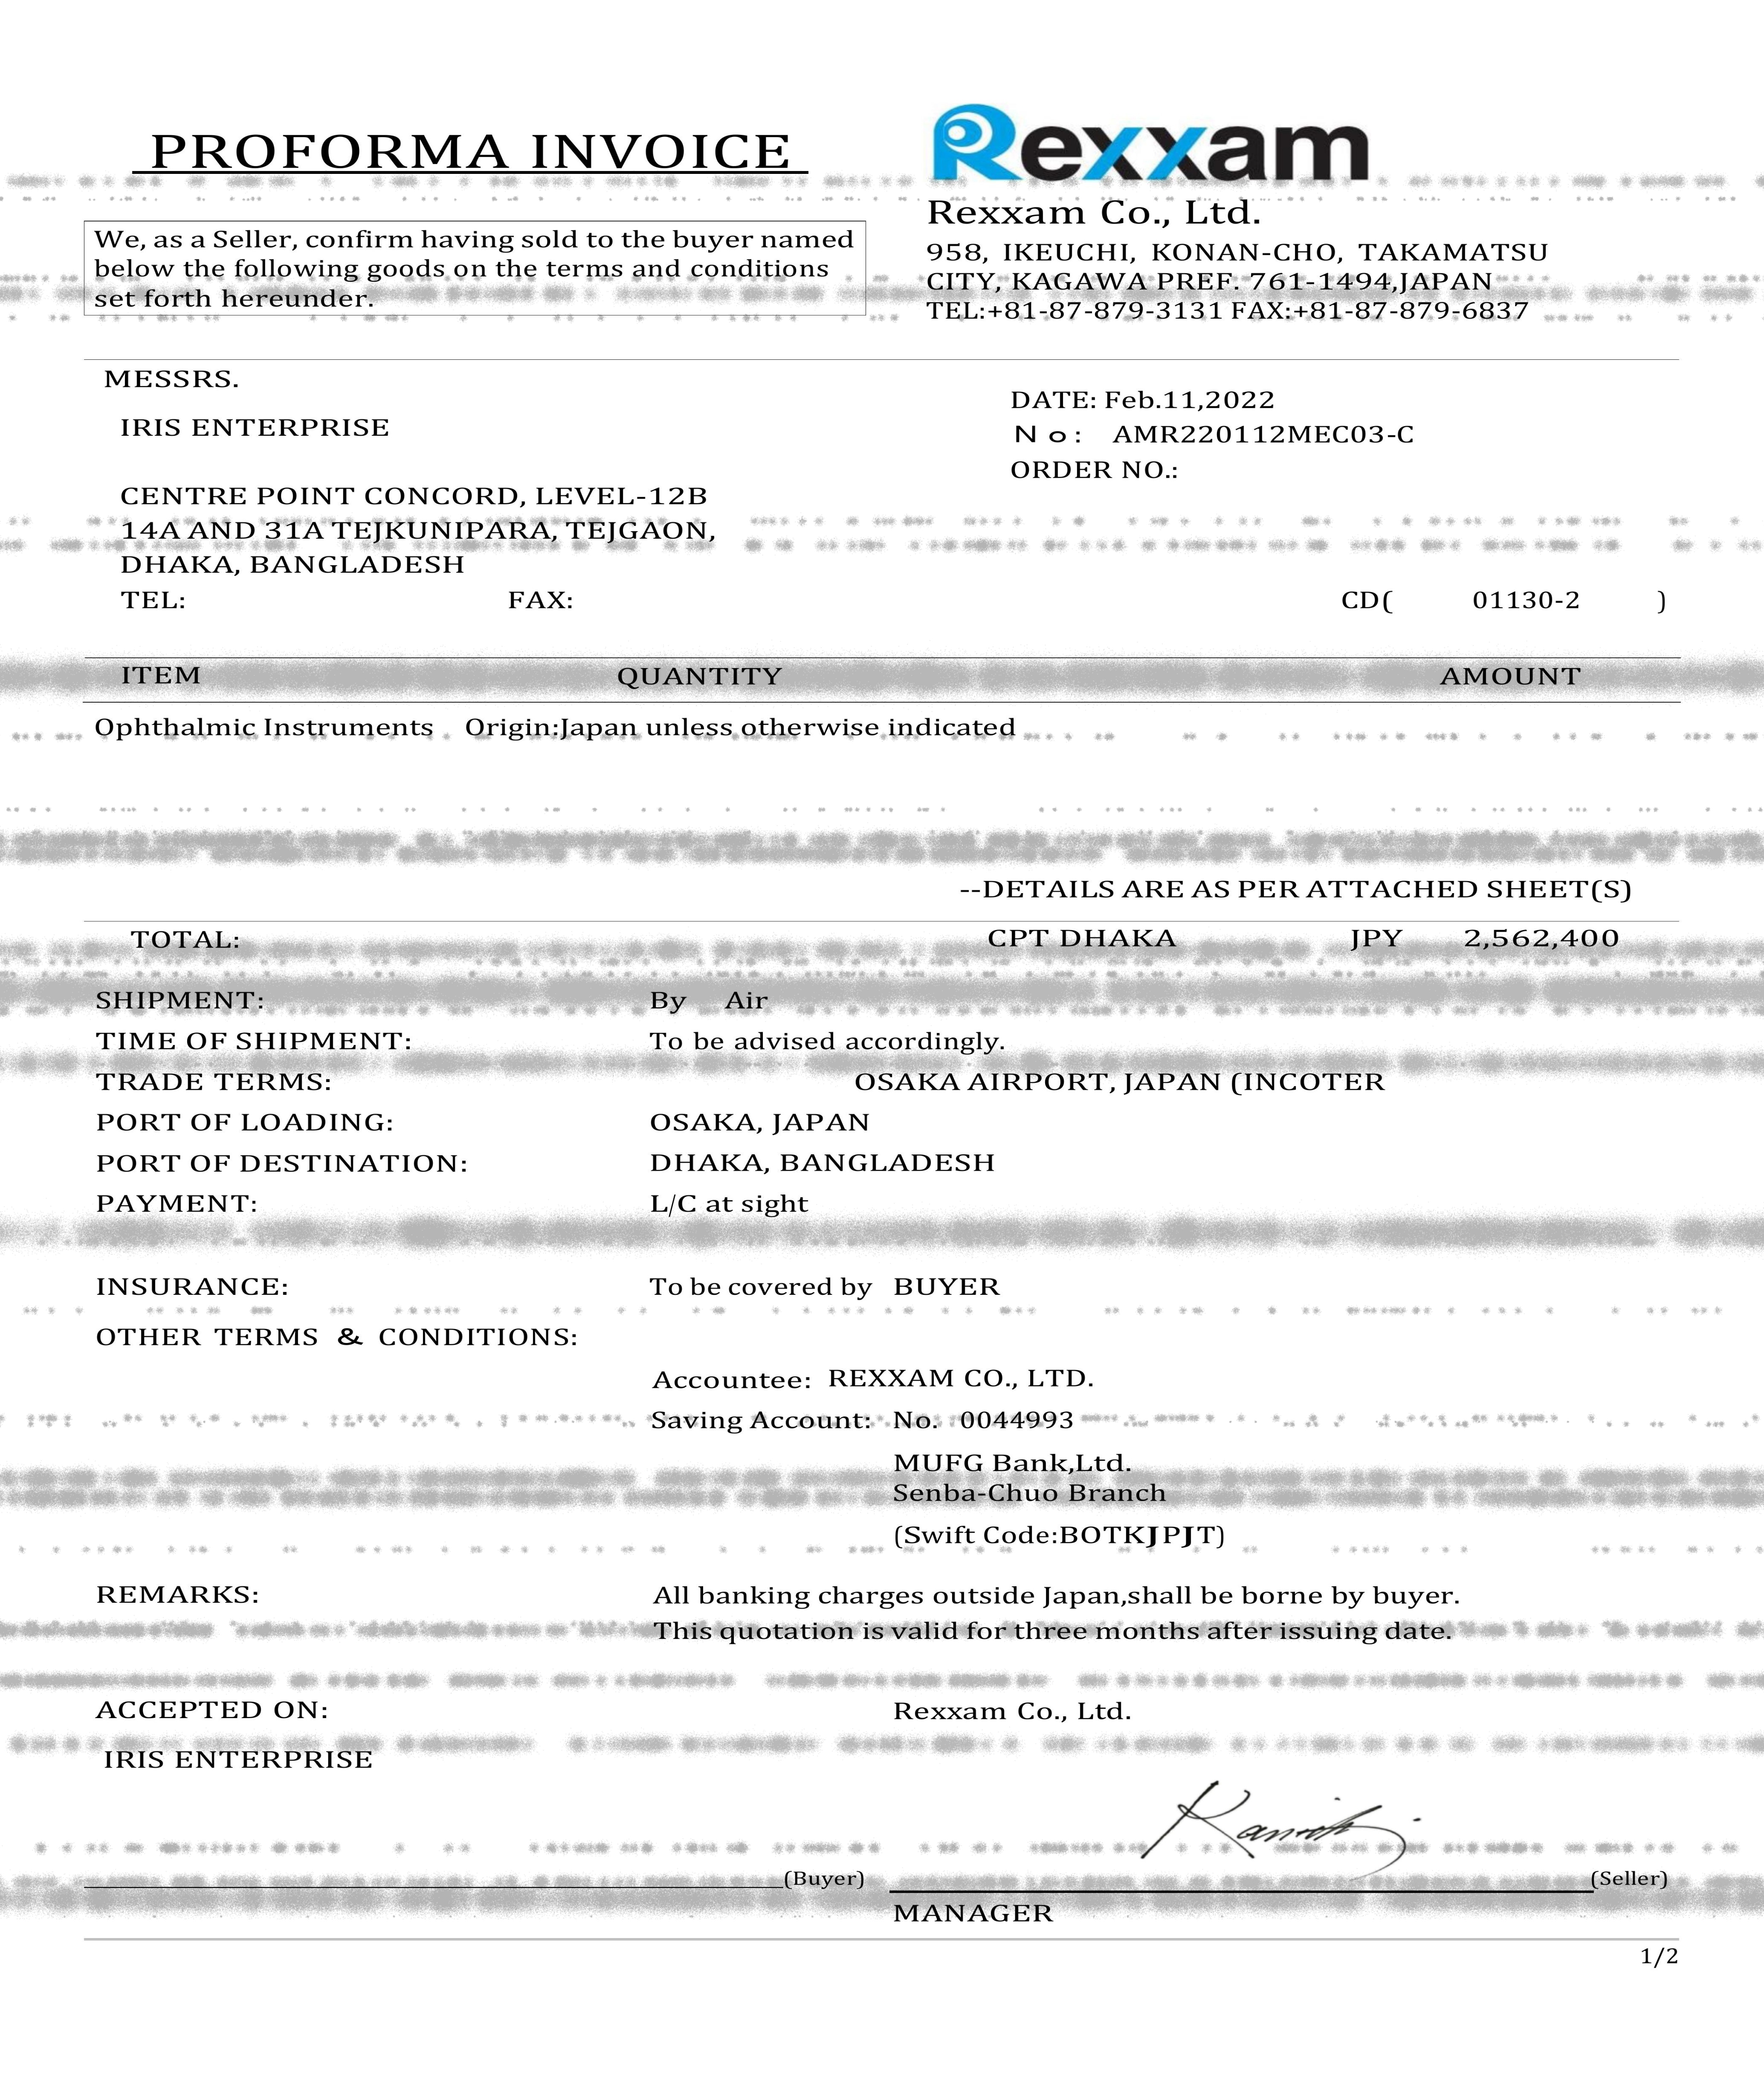 PROFORMA INVOICE
Rexxam
Rexxam Co., Ltd.
958, IKEUCHI, KONAN-CHO, TAKAMATSU
CITY, KAGAWA PREF. 761-1494,JAPAN
TEL:+81-87-879-3131 FAX:+81-87-879-6837
We, as a Seller, confirm having sold to the buyer named
below the following goods on the terms and conditions
set forth hereunder.
MESSRS.
IRIS ENTERPRISE
CENTRE POINT CONCORD, LEVEL-12B
14A AND 31A TEJKUNIPARA, TEJGAON,
DHAKA, BANGLADESH
TEL: FAX:
DATE: Feb.11,2022
No: AMR220112MEC03-C
ORDER NO.:
CD( 01130-2 )
ITEM QUANTITY AMOUNT
Ophthalmic Instruments Origin:Japan unless otherwise indicated
--DETAILS ARE AS PER ATTACHED SHEET(S)
TOTAL: CPT DHAKA JPY 2,562,400
SHIPMENT: By Air
TIME OF SHIPMENT: To be advised accordingly.
TRADE TERMS: OSAKA AIRPORT, JAPAN (INCOTER
PORT OF LOADING: OSAKA, JAPAN
PORT OF DESTINATION: DHAKA, BANGLADESH
PAYMENT: L/C at sight
INSURANCE: To be covered by BUYER
OTHER TERMS & CONDITIONS:
Accountee: REXXAM CO., LTD.
Saving Account: No. 0044993
MUFG Bank,Ltd.
Senba-Chuo Branch
(Swift Code:BOTKJPJT)
REMARKS: All banking charges outside Japan,shall be borne by buyer.
This quotation is valid for three months after issuing date.
ACCEPTED ON: Rexxam Co., Ltd.
IRIS ENTERPRISE
(Buyer) (Seller)
MANAGER
1/2